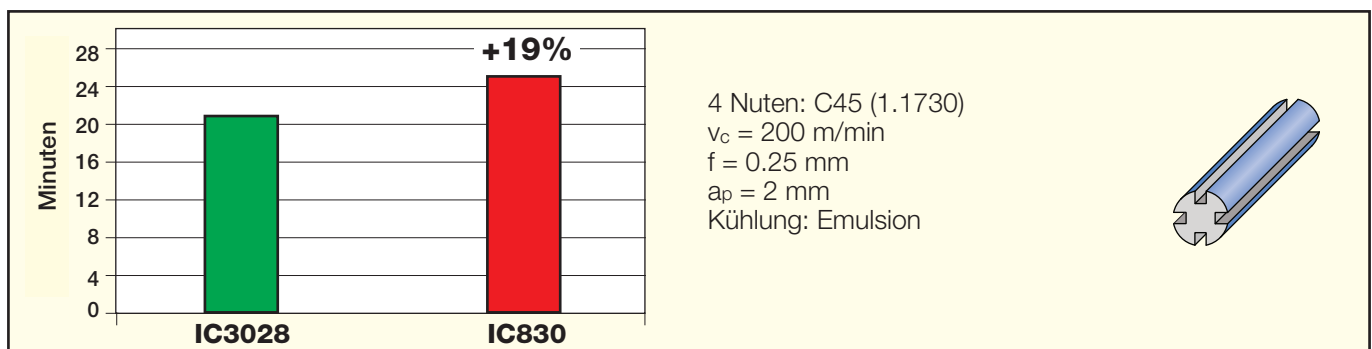 +19%
28
24
20
16
12
8
4
0
Minuten
IC3028
IC830
4 Nuten: C45 (1.1730)
vc = 200 m/min
f = 0.25 mm
ap = 2 mm
Kühlung: Emulsion